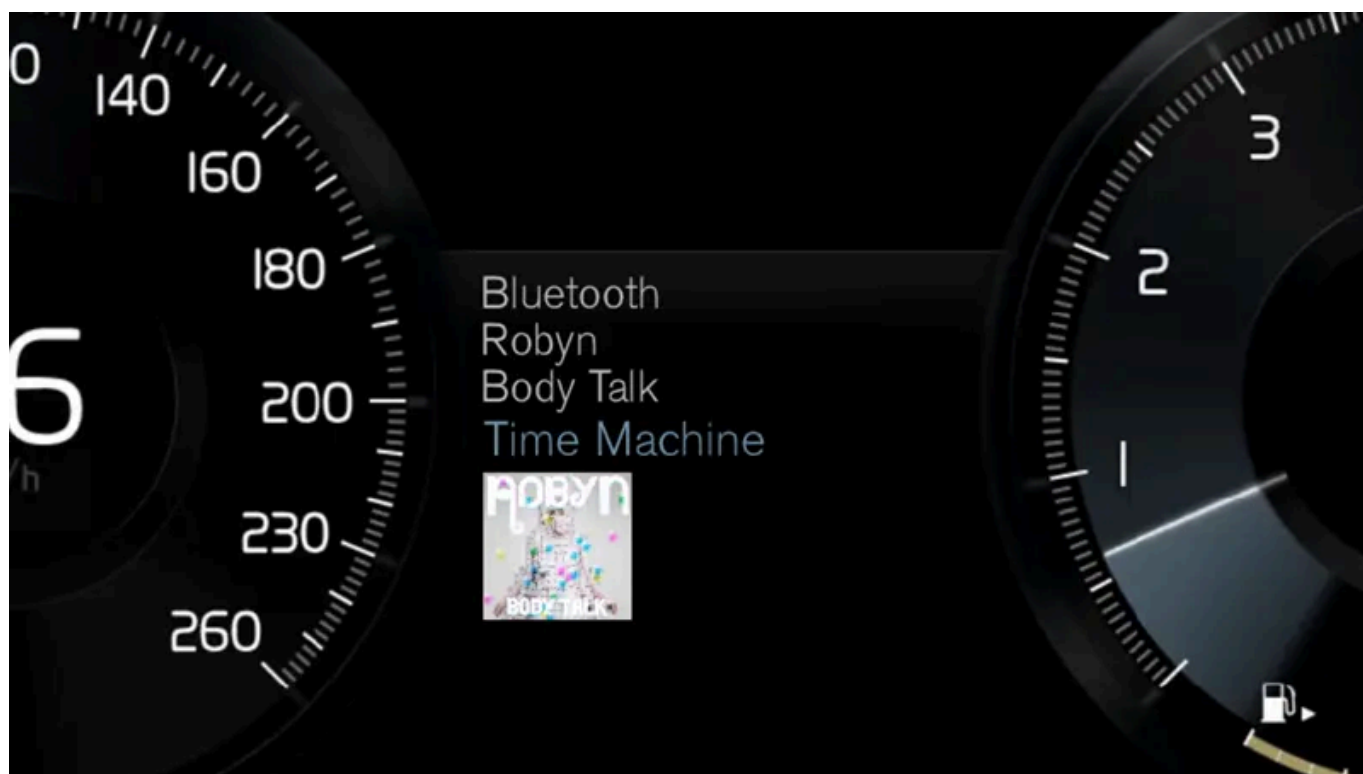 0
140
160
180
6
200
/h
230
260
Bluetooth
Robyn
Body Talk
Time Machine
ROBYN
BODY TALK
3
2
1